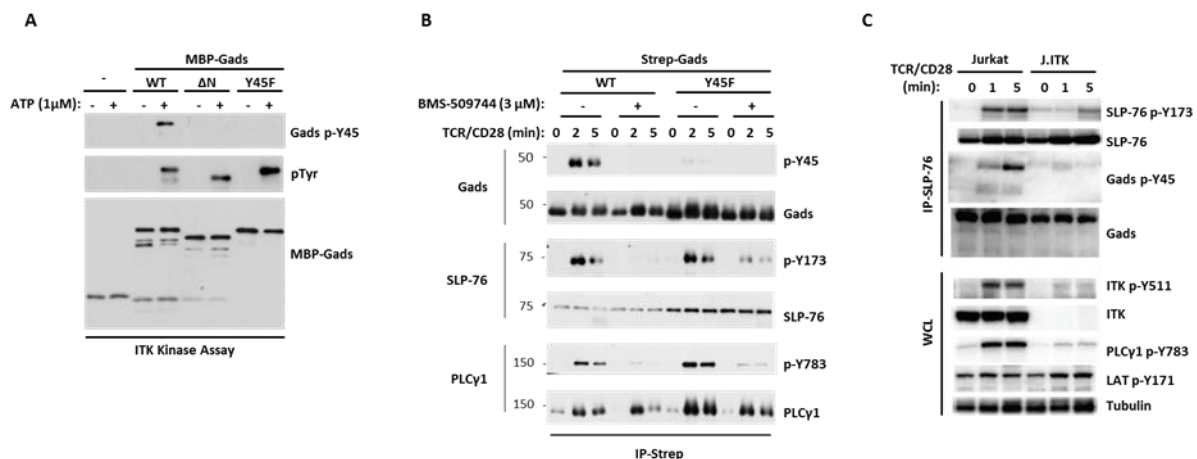 A
MBP-Gads
- WT ΔN Y45F
ATP (1μM): - + - + - + - +
Gads p-Y45
pTyr
MBP-Gads
ITK Kinase Assay
B
Strep-Gads
WT Y45F
BMS-509744 (3 μM): - + - +
TCR/CD28 (min): 0 2 5 0 2 5 0 2 5 0 2 5
Gads
50 p-Y45
50 Gads
SLP-76
75 p-Y173
75 SLP-76
PLCγ1
150 p-Y783
150 PLCγ1
IP-Strep
C
TCR/CD28 Jurkat J.ITK
(min): 0 1 5 0 1 5
IP-SLP-76
SLP-76 p-Y173
SLP-76
Gads p-Y45
Gads
WCL
ITK p-Y511
ITK
PLCγ1 p-Y783
LAT p-Y171
Tubulin